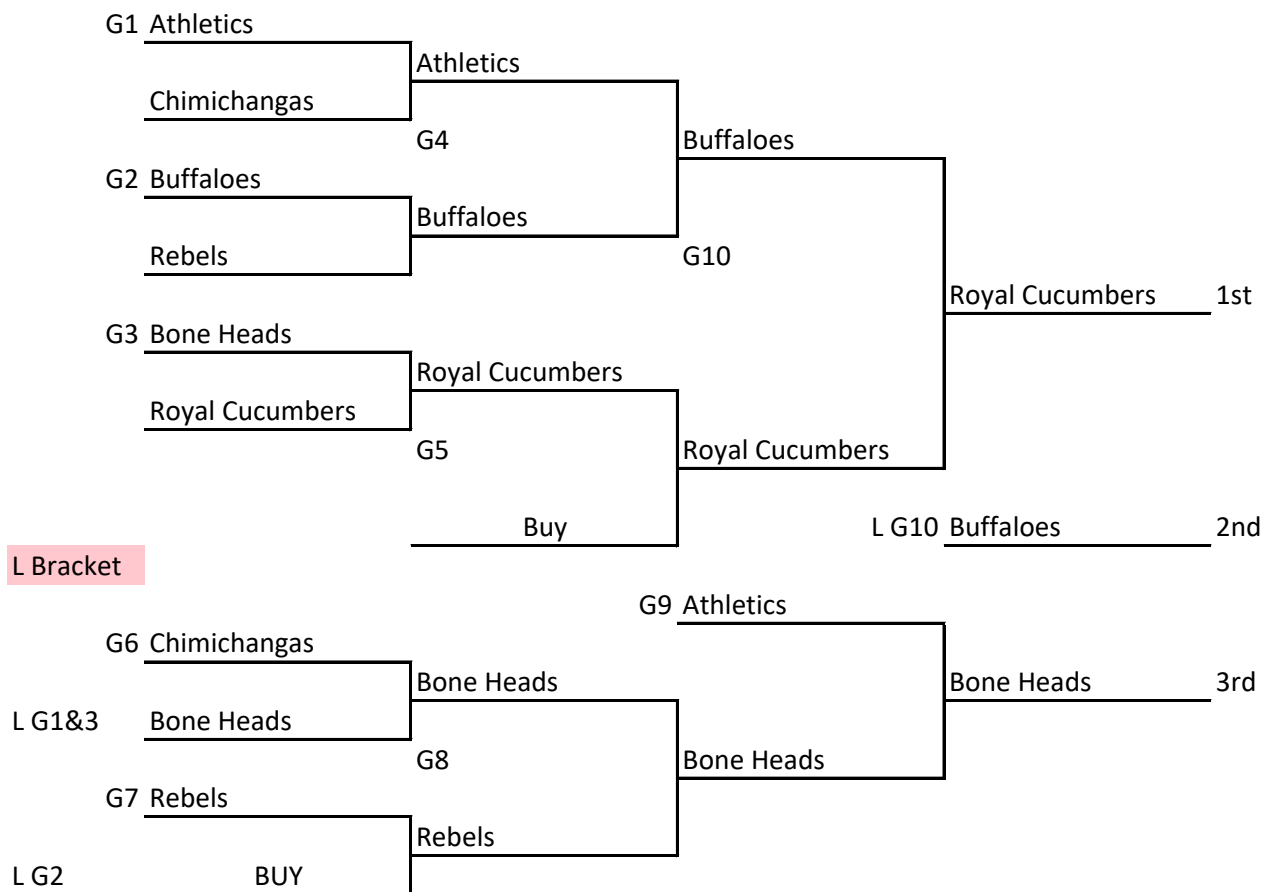 G1 Athletics
Athletics
Chimichangas
G4 Buffaloes
G2 Buffaloes
Buffaloes
Rebels
G10
Royal Cucumbers 1st
G3 Bone Heads
Royal Cucumbers
Royal Cucumbers
G5 Royal Cucumbers
Buy L G10 Buffaloes 2nd
L Bracket
G9 Athletics
G6 Chimichangas
Bone Heads Bone Heads 3rd
L G1&3 Bone Heads
G8 Bone Heads
G7 Rebels
Rebels
L G2 BUY